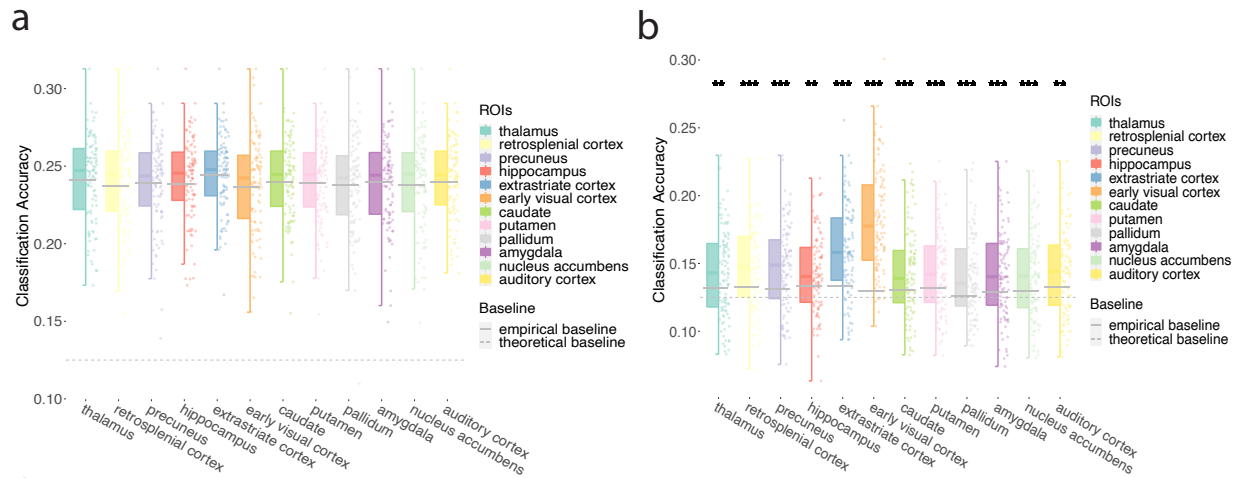 a
Classification Accuracy
0.30
0.25
0.20
0.15
0.10
thalamus
retrosplenial cortex
precuneus
hippocampus
extrastriate cortex
early visual cortex
caudate
putamen
pallidum
amygdala
nucleus accumbens
auditory cortex
ROIs
thalamus
retrosplenial cortex
precuneus
hippocampus
extrastriate cortex
early visual cortex
caudate
putamen
pallidum
amygdala
nucleus accumbens
auditory cortex
Baseline
empirical baseline
theoretical baseline
b
Classification Accuracy
0.30
0.25
0.20
0.15
0.10
** *** *** ** *** *** *** *** *** *** *** **
thalamus
retrosplenial cortex
precuneus
hippocampus
extrastriate cortex
early visual cortex
caudate
putamen
pallidum
amygdala
nucleus accumbens
auditory cortex
ROIs
thalamus
retrosplenial cortex
precuneus
hippocampus
extrastriate cortex
early visual cortex
caudate
putamen
pallidum
amygdala
nucleus accumbens
auditory cortex
Baseline
empirical baseline
theoretical baseline